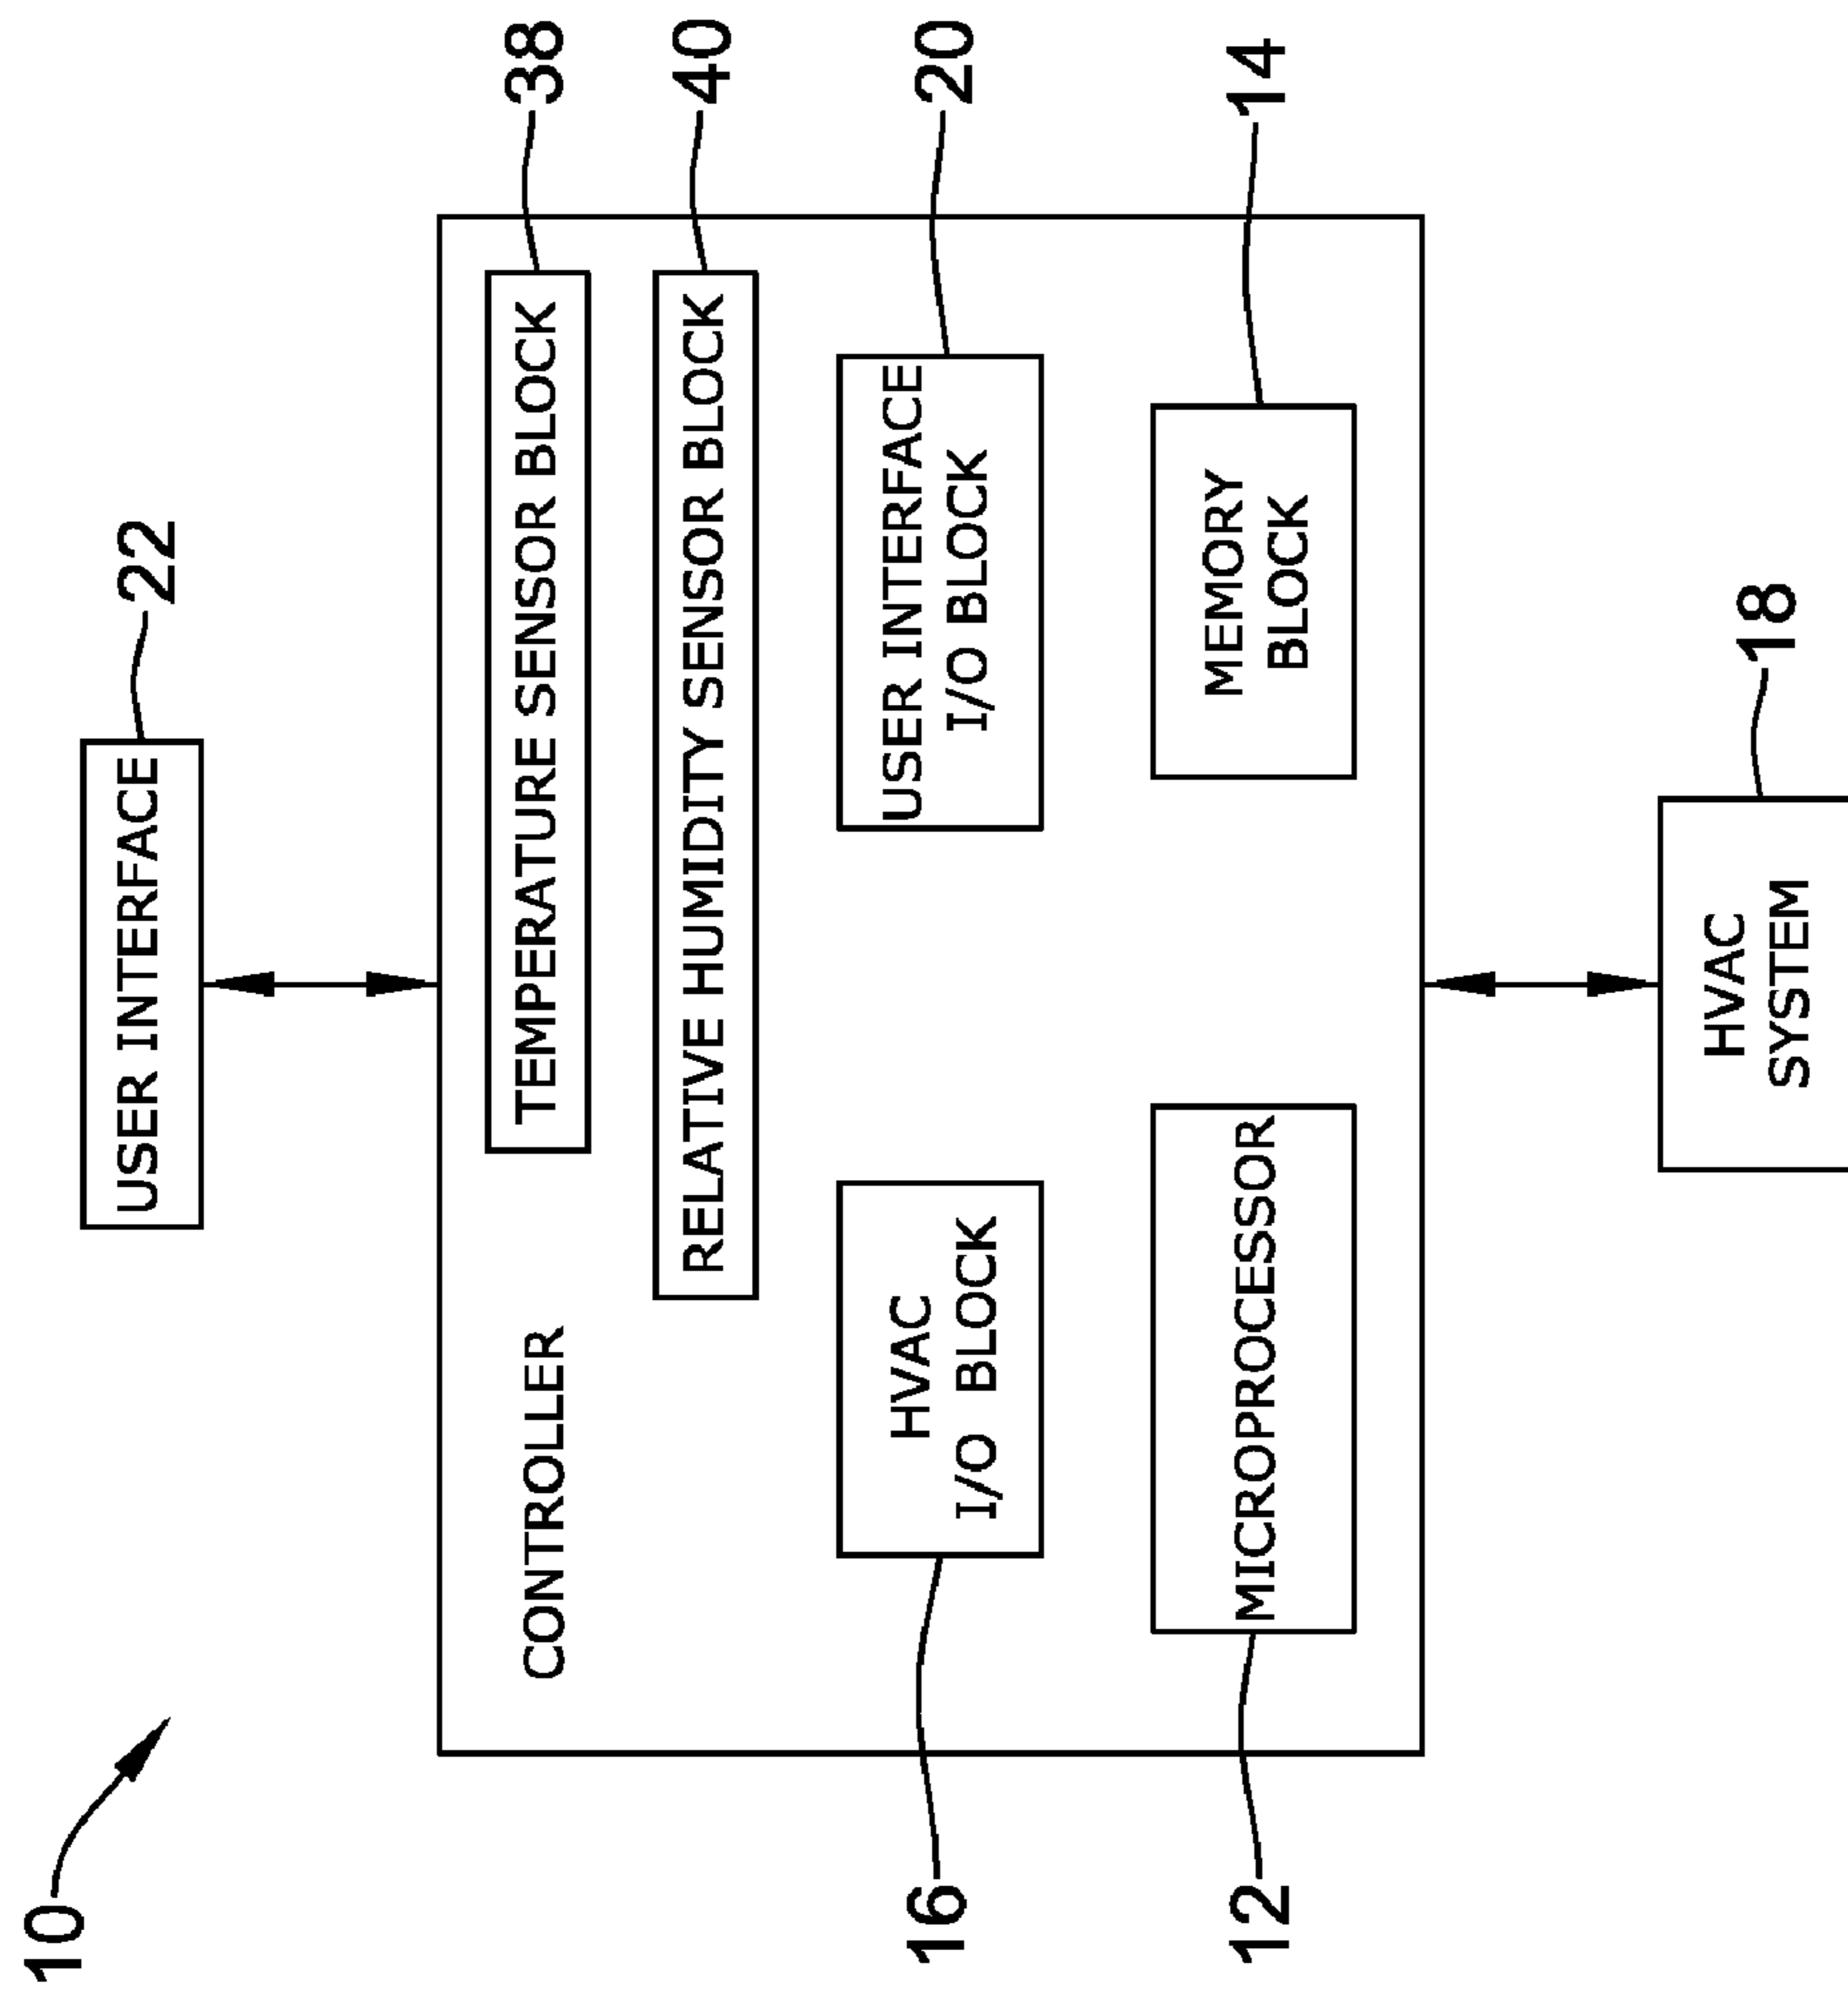 10
USER INTERFACE
22
CONTROLLER
TEMPERATURE SENSOR BLOCK
38
RELATIVE HUMIDITY SENSOR BLOCK
40
16
HVAC
I/O BLOCK
USER INTERFACE
I/O BLOCK
20
12
MICROPROCESSOR
MEMORY
BLOCK
14
HVAC
SYSTEM
18